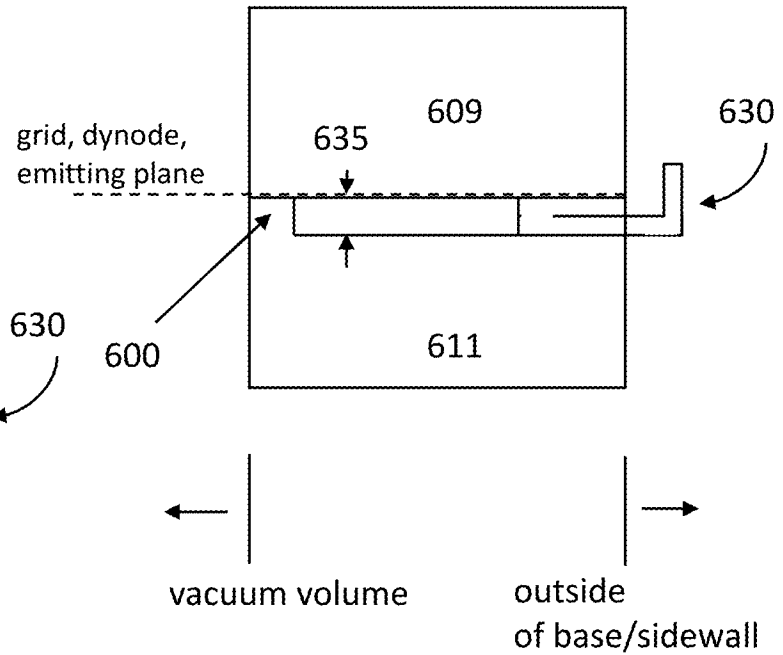 609
630
635
grid, dynode,
emitting plane
630
600
611
vacuum volume
outside
of base/sidewall